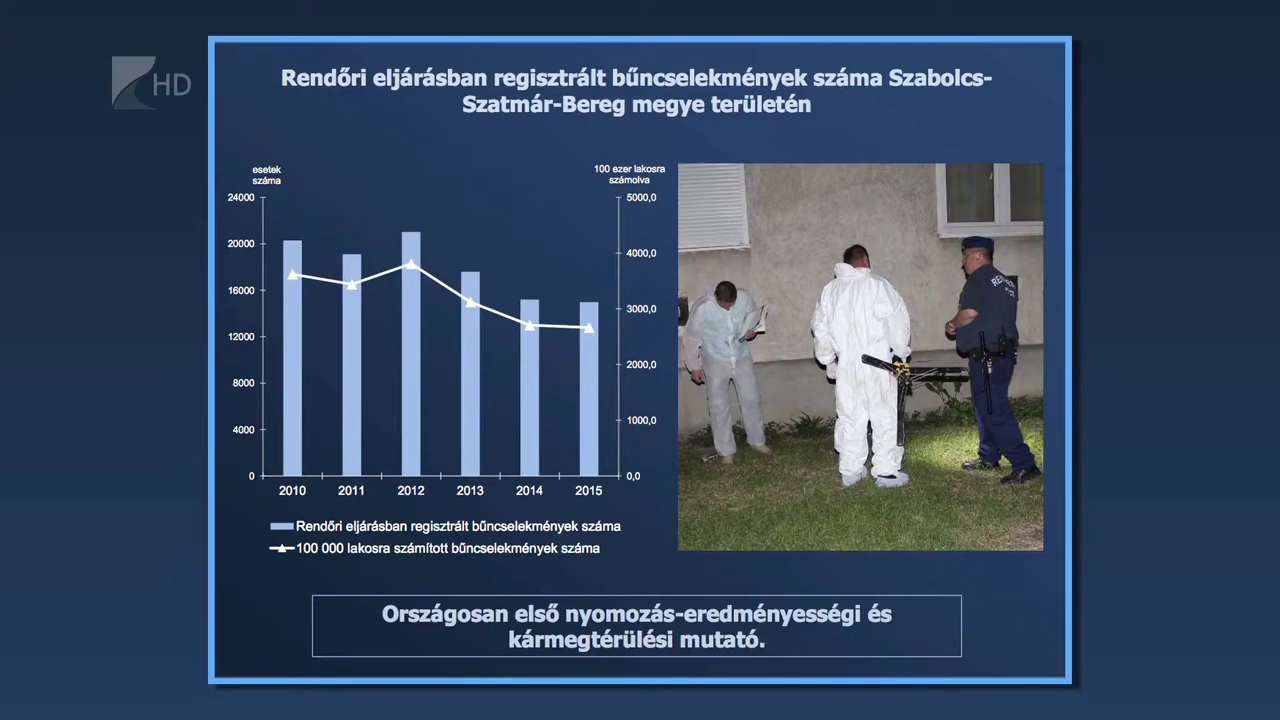 HD
Rendőri eljárásban regisztrált bűncselekmények száma Szabolcs-
Szatmár-Bereg megye területén
esetek
száma
100 ezer lakosra
számolva
24000
20000
16000
12000
8000
4000
0
5000,0
4000,0
3000,0
2000,0
1000,0
0,0
2010 2011 2012 2013 2014 2015
Rendőri eljárásban regisztrált bűncselekmények száma
100 000 lakosra számított bűncselekmények száma
Országosan első nyomozás-eredményességi és
kármegtérülési mutató.